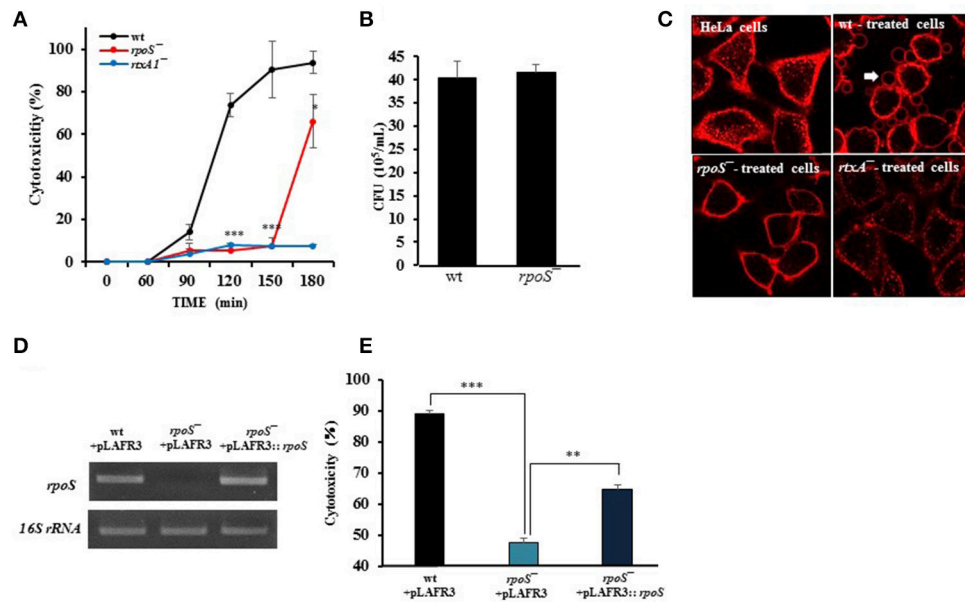 A
wt
rpoS⁻
rtxA1⁻
Cytotoxicitiy (%)
100
80
60
40
20
0
***
***
*
0 60 90 120 150 180
TIME (min)
B
CFU (10⁵/mL)
45
40
35
30
25
20
15
10
5
0
wt rpoS⁻
C
HeLa cells
wt - treated cells
rpoS⁻- treated cells
rtxA⁻ - treated cells
D
wt
+pLAFR3
rpoS⁻
+pLAFR3
rpoS⁻
+pLAFR3:: rpoS
rpoS
16S rRNA
E
Cytotoxicity (%)
100
90
80
70
60
50
40
***
**
wt
+pLAFR3
rpoS⁻
+pLAFR3
rpoS⁻
+pLAFR3:: rpoS